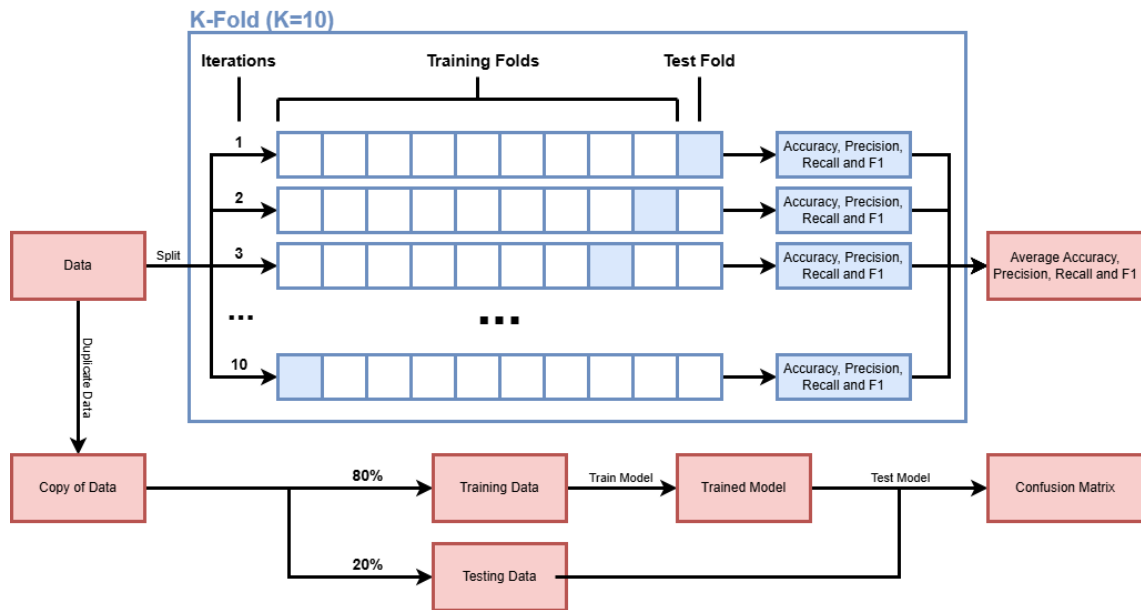 K-Fold (K=10)
Iterations
Training Folds
Test Fold
1
Accuracy, Precision,
Recall and F1
2
Accuracy, Precision,
Recall and F1
Data
Split
3
Accuracy, Precision,
Recall and F1
Average Accuracy,
Precision, Recall and F1
...
...
10
Accuracy, Precision,
Recall and F1
Duplicate Data
Copy of Data
80%
Training Data
Train Model
Trained Model
Test Model
Confusion Matrix
20%
Testing Data